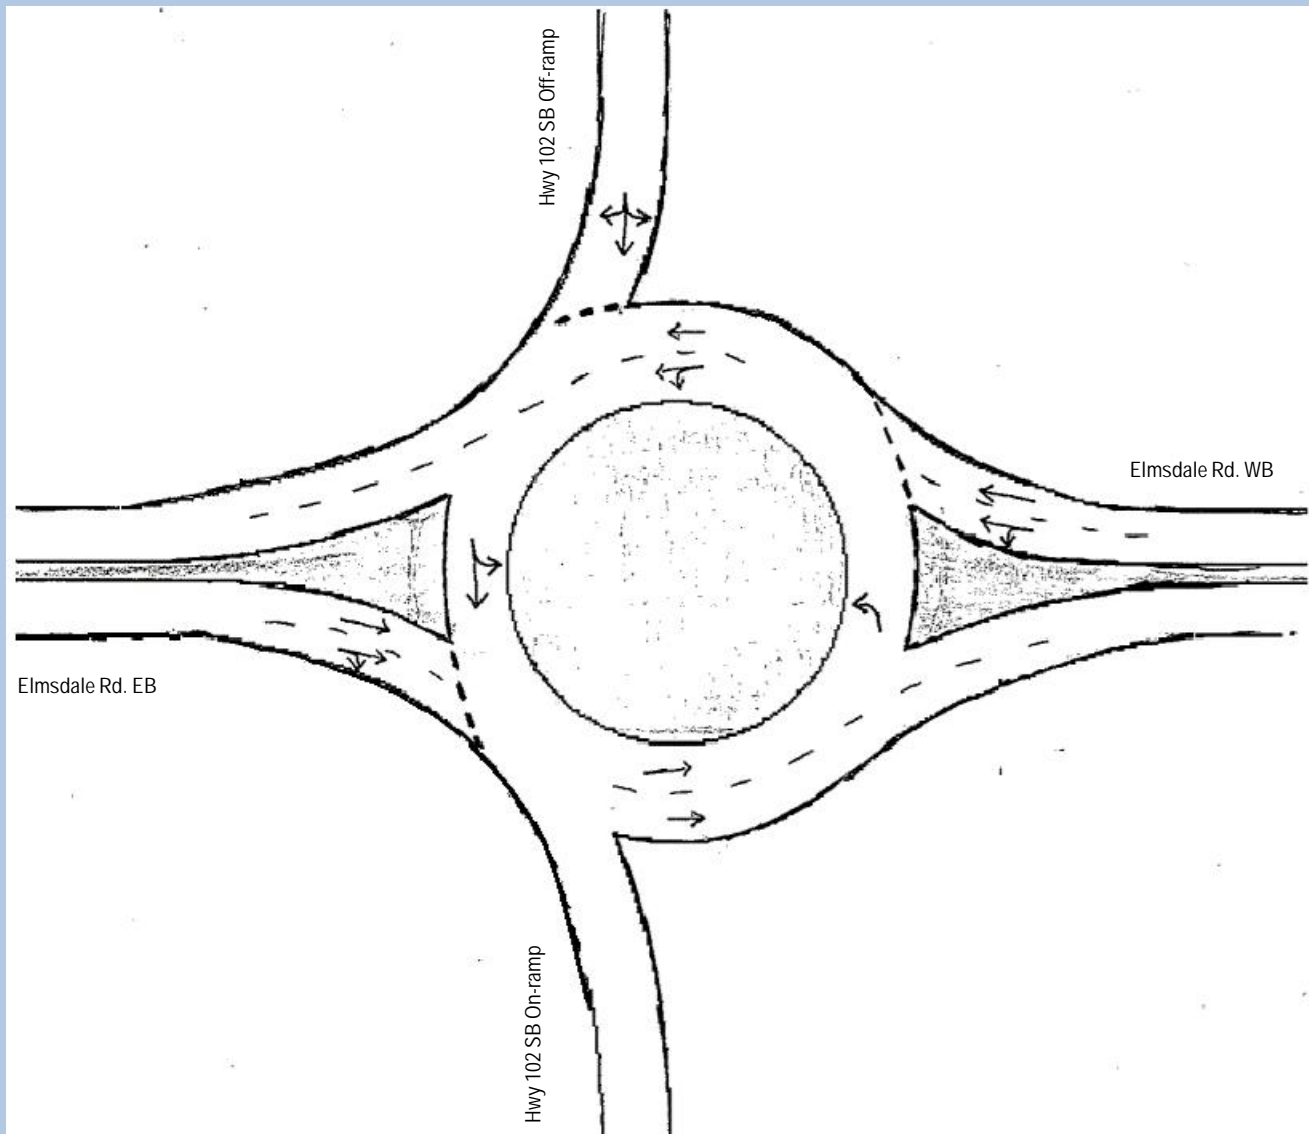 Hwy 102 SB Off-ramp
Elmsdale Rd. WB
Elmsdale Rd. EB
Hwy 102 SB On-ramp